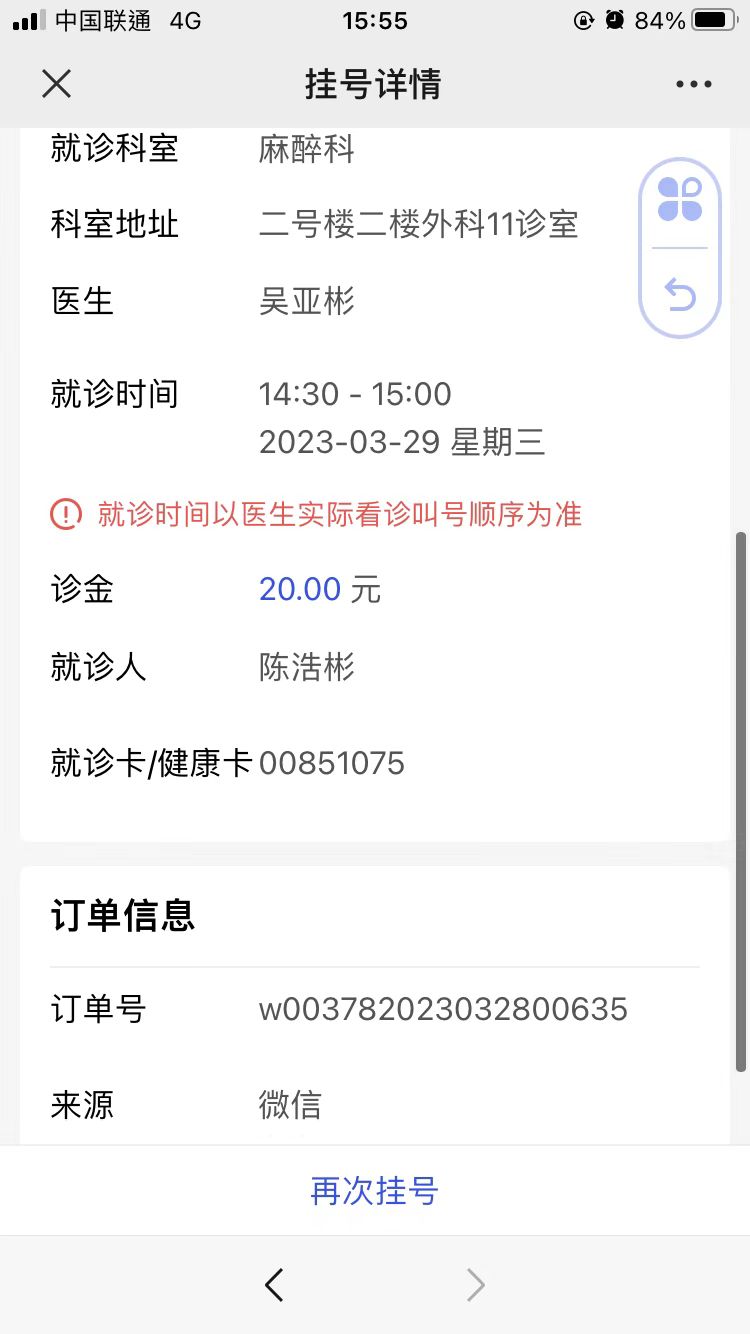 中国联通 4G 15:55 84%
挂号详情
就诊科室 麻醉科
科室地址 二号楼二楼外科11诊室
医生 吴亚彬
就诊时间 14:30 - 15:00
2023-03-29 星期三
就诊时间以医生实际看诊叫号顺序为准
诊金 20.00 元
就诊人 陈浩彬
就诊卡/健康卡 00851075
订单信息
订单号 w003782023032800635
来源 微信
再次挂号